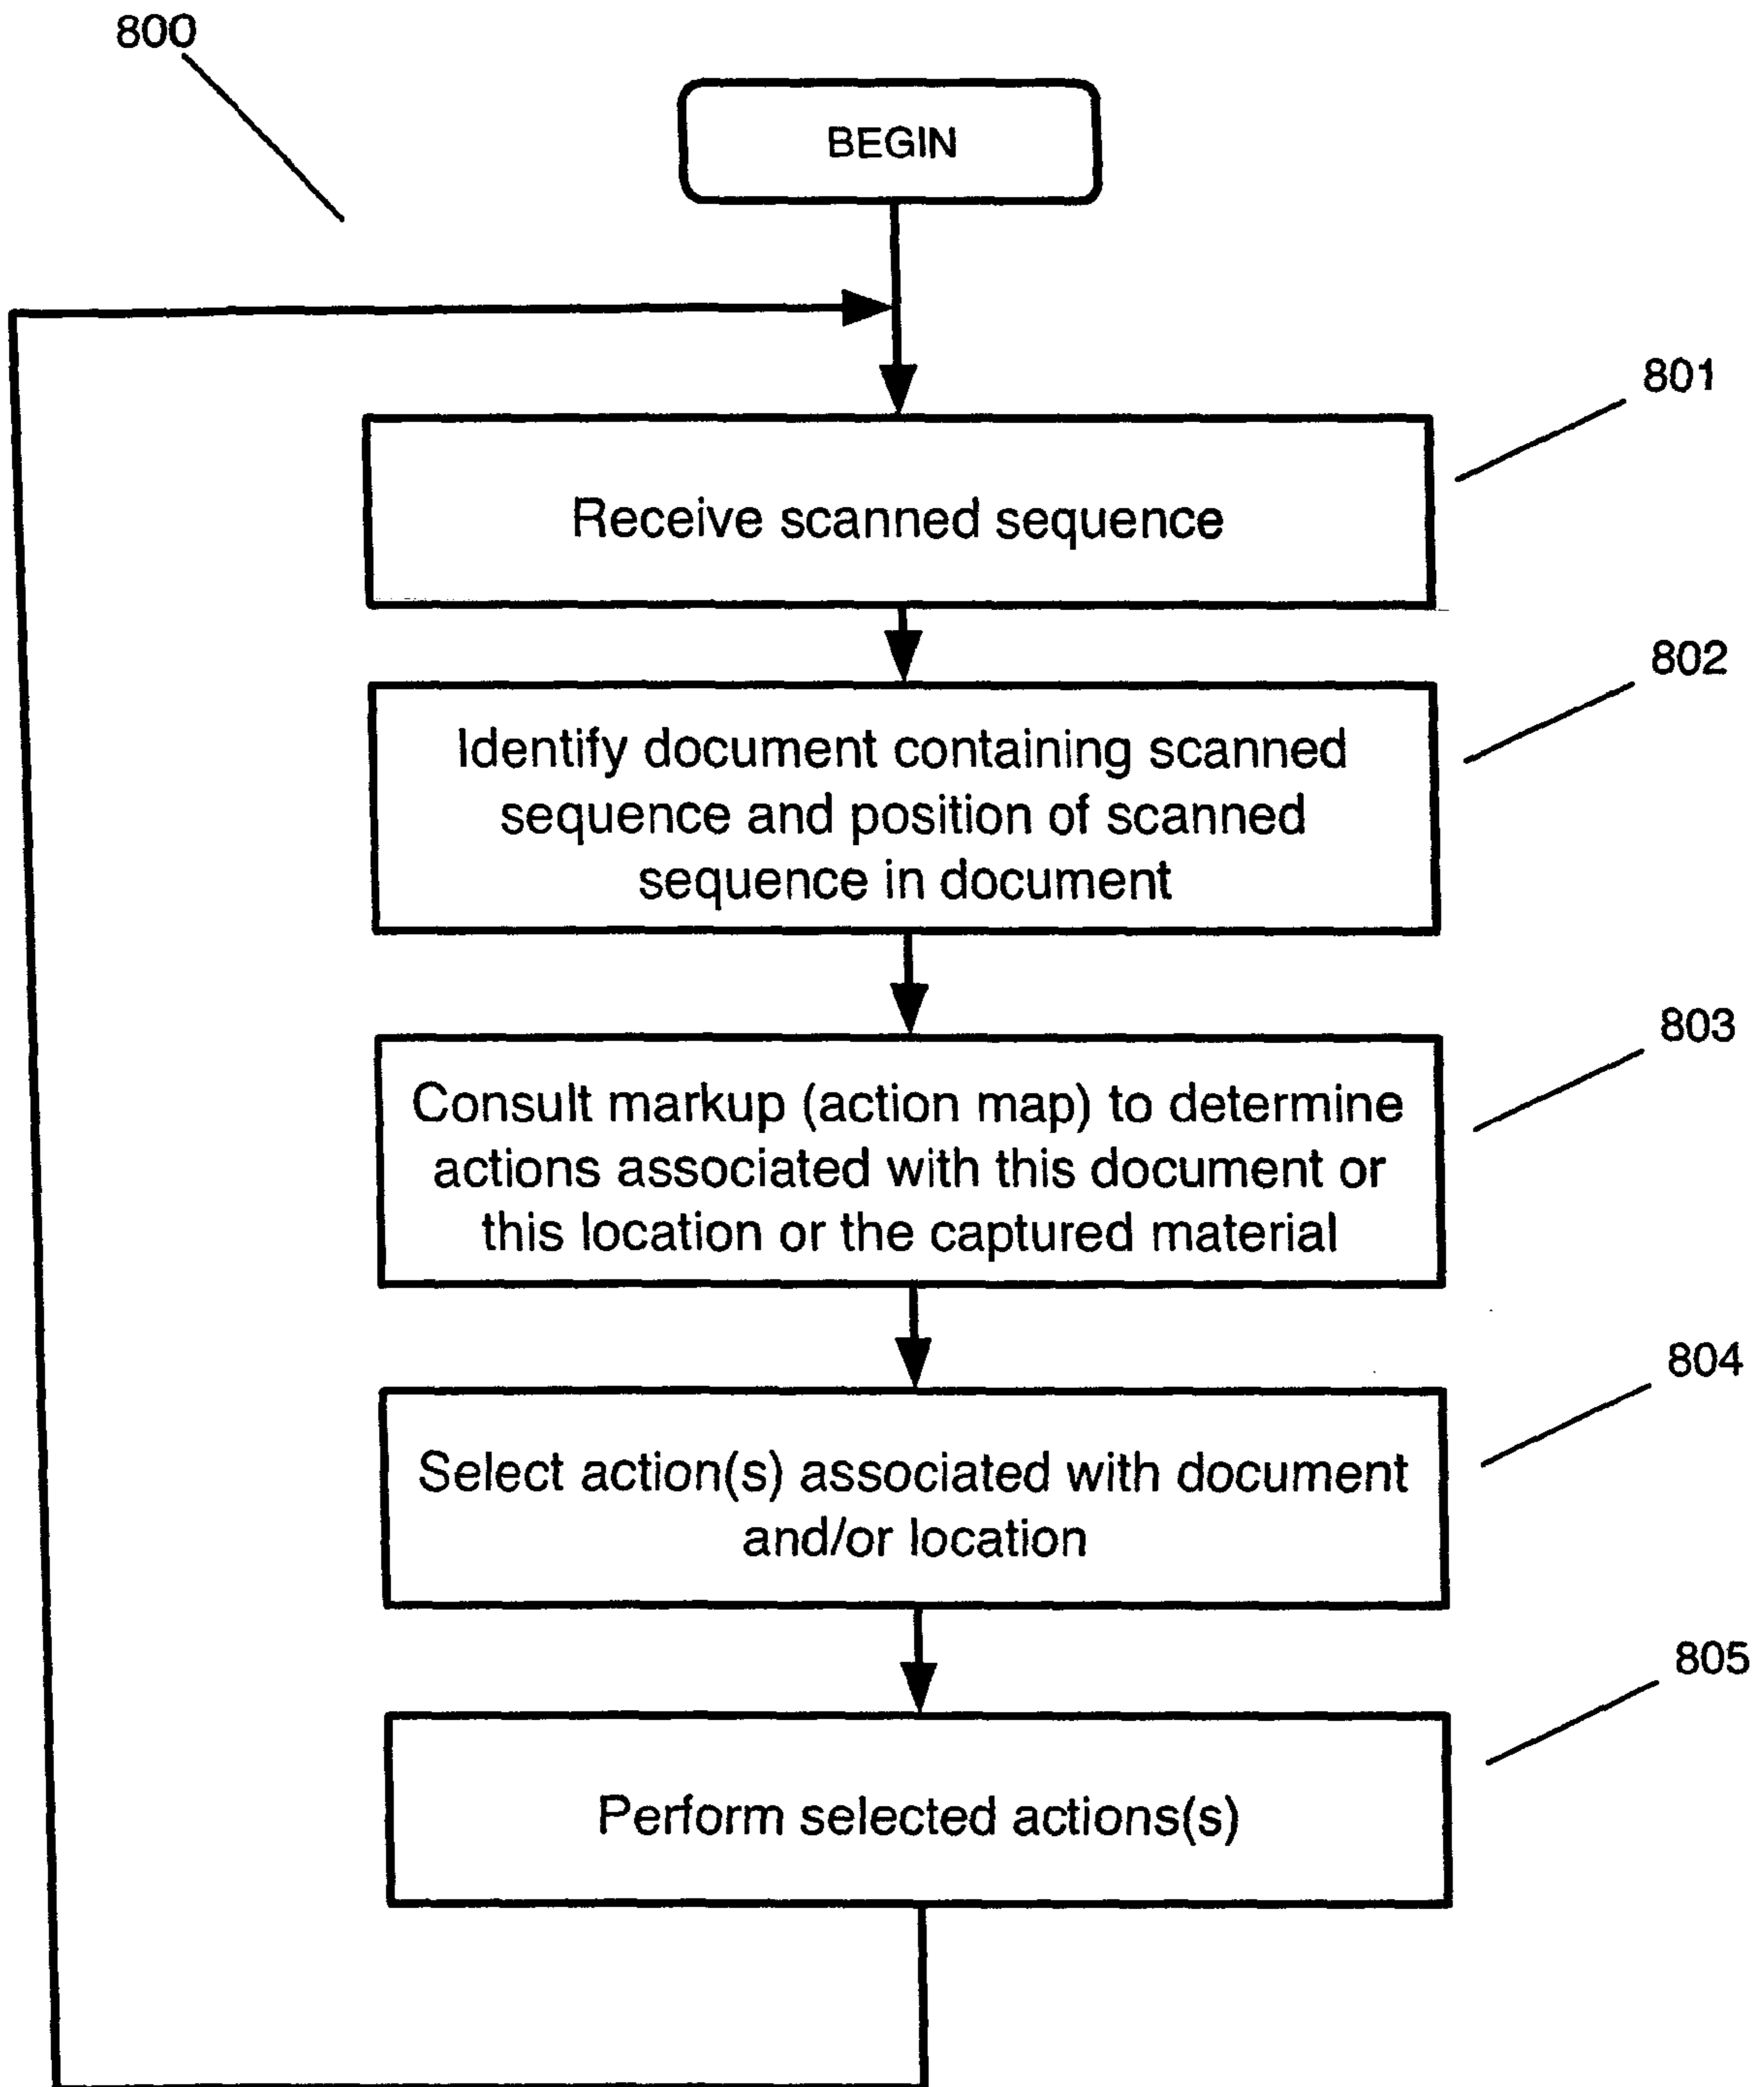 800
BEGIN
801
Receive scanned sequence
802
Identify document containing scanned
sequence and position of scanned
sequence in document
803
Consult markup (action map) to determine
actions associated with this document or
this location or the captured material
804
Select action(s) associated with document
and/or location
805
Perform selected actions(s)